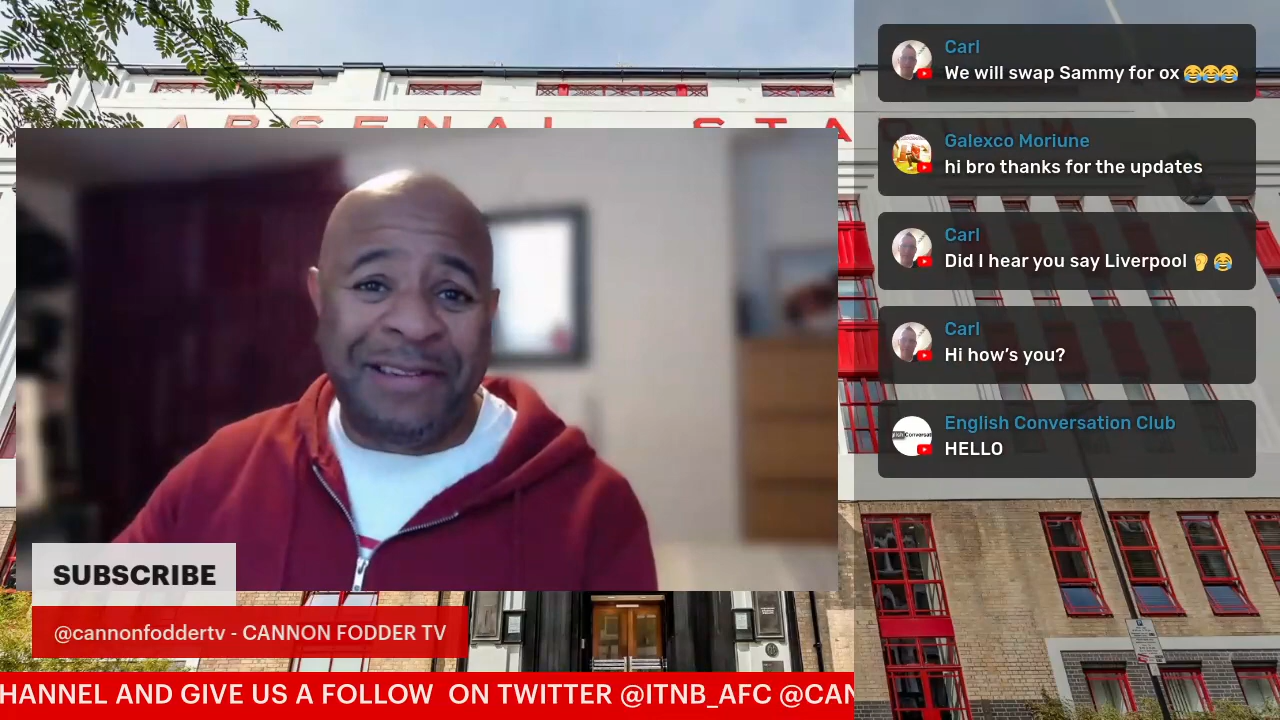 ARSENAL STA
SUBSCRIBE
@cannonfoddertv - CANNON FODDER TV
HANNEL AND GIVE US A FOLLOW ON TWITTER @ITNB_AFC @CAN
Carl
We will swap Sammy for ox 😂😂😂
Galexco Moriune
hi bro thanks for the updates
Carl
Did I hear you say Liverpool 👂😂
Carl
Hi how’s you?
English Conversation Club
HELLO